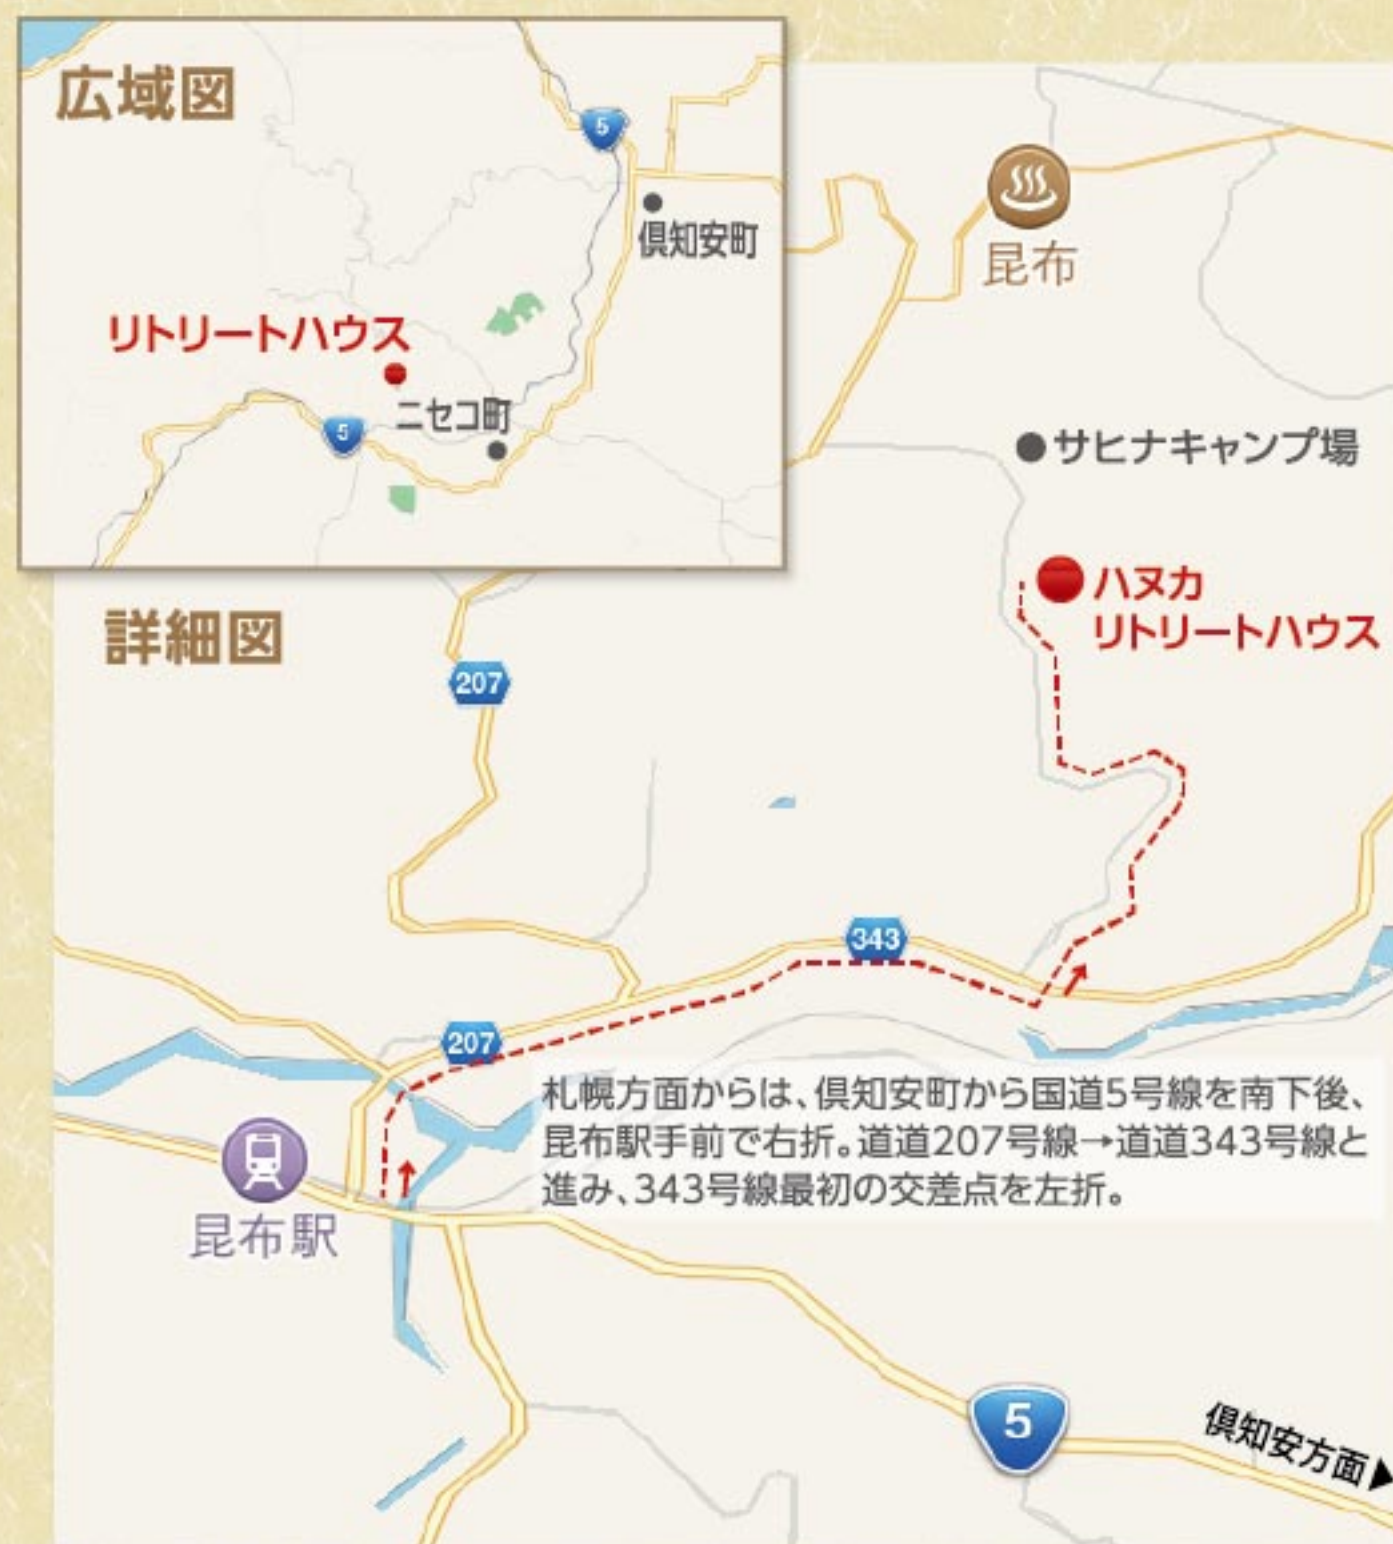 広域図
5
倶知安町
リトリートハウス
ニセコ町
5
昆布
サヒナキャンプ場
ハヌカ
リトリートハウス
詳細図
207
343
207
札幌方面からは、倶知安町から国道5号線を南下後、
昆布駅手前で右折。道道207号線→道道343号線と
進み、343号線最初の交差点を左折。
昆布駅
5
倶知安方面▶